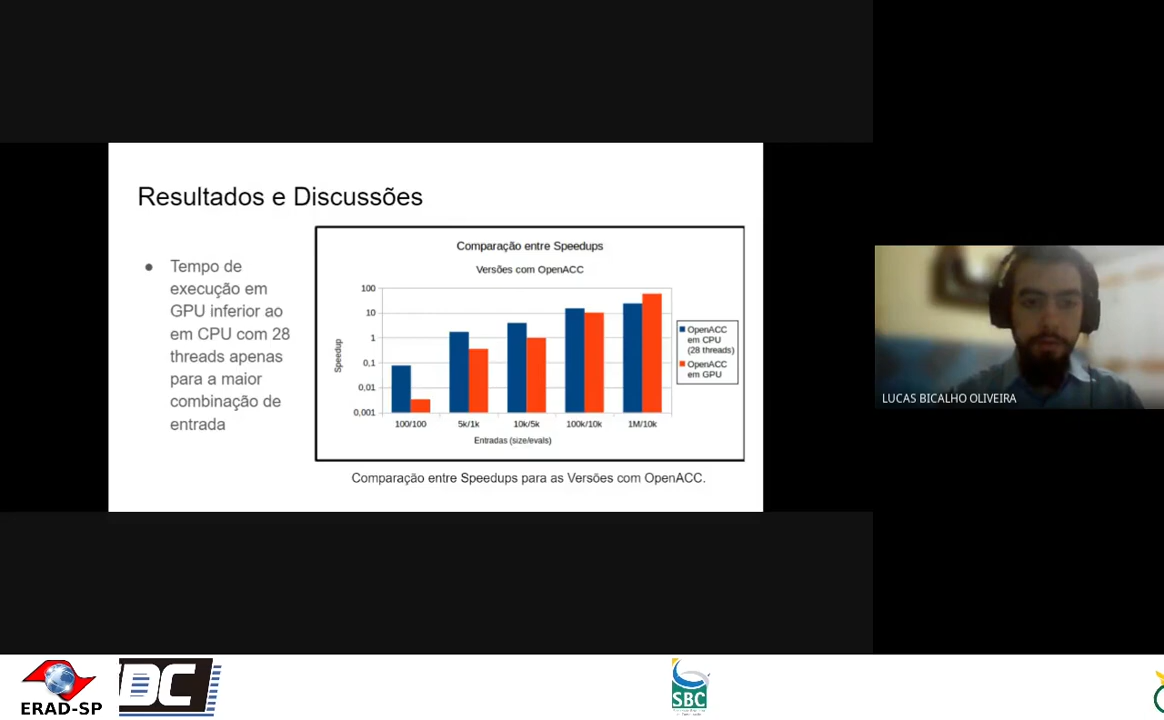 Resultados e Discussões
● Tempo de
execução em
GPU inferior ao
em CPU com 28
threads apenas
para a maior
combinação de
entrada
Comparação entre Speedups
Versões com OpenACC
Speedup
100
10
1
0,1
0,01
0,001
100/100 5k/1k 10k/5k 100k/10k 1M/10k
Entradas (size/evals)
OpenACC
em CPU
(28 threads)
OpenACC
em GPU
Comparação entre Speedups para as Versões com OpenACC.
LUCAS BICALHO OLIVEIRA
ERAD-SP
DC
SBC